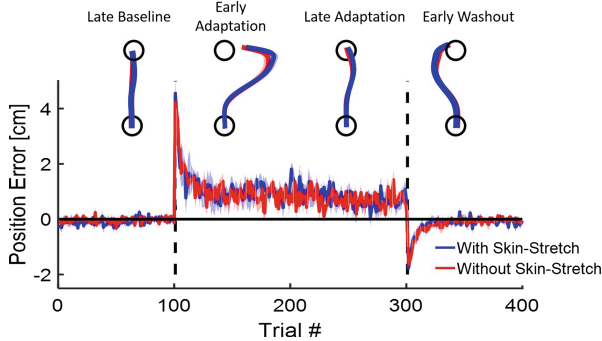 Late Baseline
Early
Adaptation
Late Adaptation
Early Washout
Position Error [cm]
4
2
0
-2
With Skin-Stretch
Without Skin-Stretch
0
100
200
300
400
Trial #